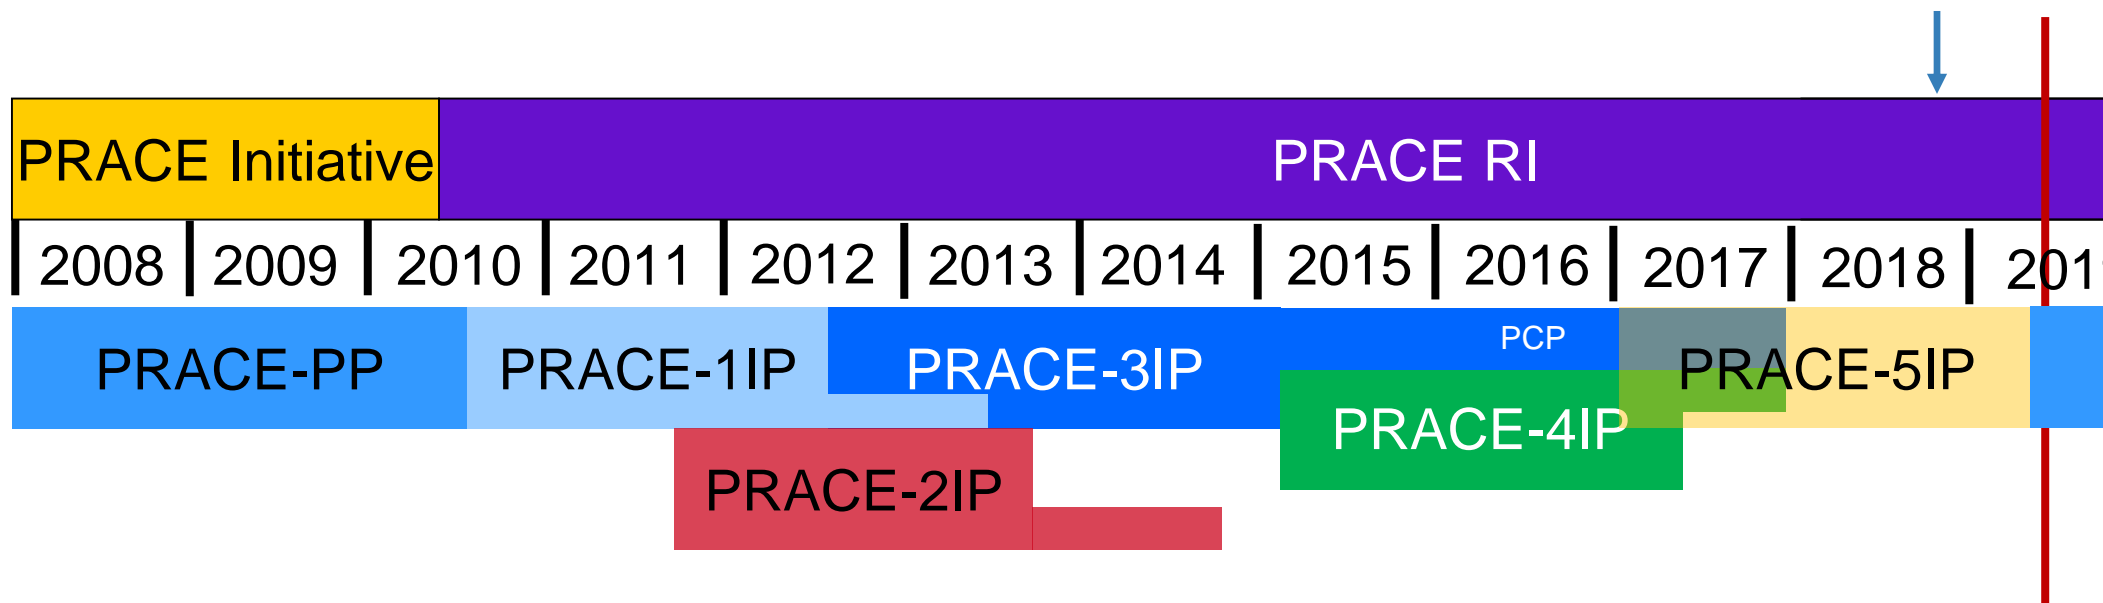 PRACE Initiative PRACE RI
2008 2009 2010 2011 2012 2013 2014 2015 2016 2017 2018 201
PCP
PRACE-PP PRACE-1IP PRACE-3IP PRACE-5IP
PRACE-4IP
PRACE-2IP